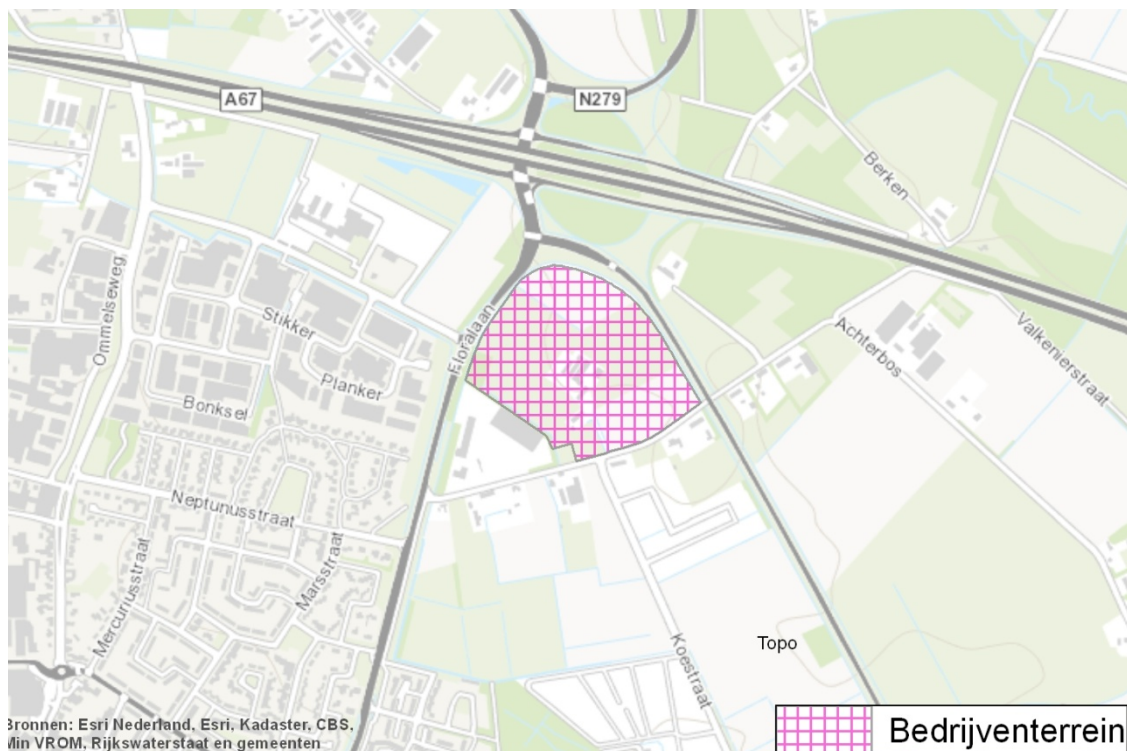 A67
N279
Berken
Ommelseweg
Stikker
Floralaan
Achterbos
Valkenierstraat
Planker
Bonksel
Neptunusstraat
Marsstraat
Mercuriusstraat
Koestraat
Topo
Bronnen: Esri Nederland, Esri, Kadaster, CBS,
Min VROM, Rijkswaterstaat en gemeenten
Bedrijventerrein